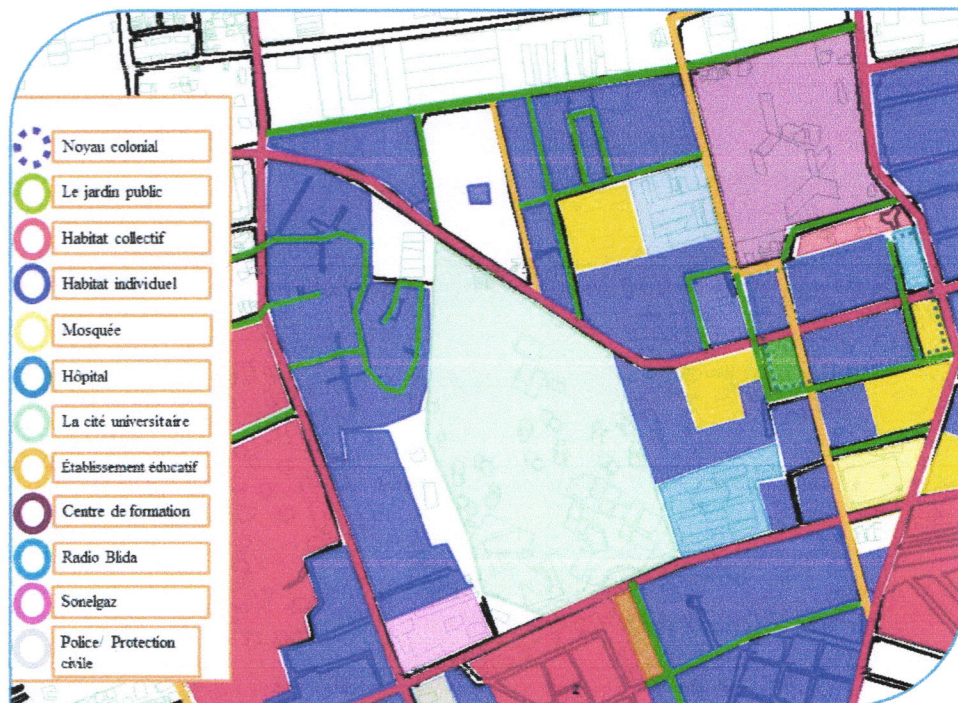 Noyau colonial
Le jardin public
Habitat collectif
Habitat individuel
Mosquée
Hôpital
La cité universitaire
Établissement éducatif
Centre de formation
Radio Blida
Sonelgaz
Police/ Protection
civile